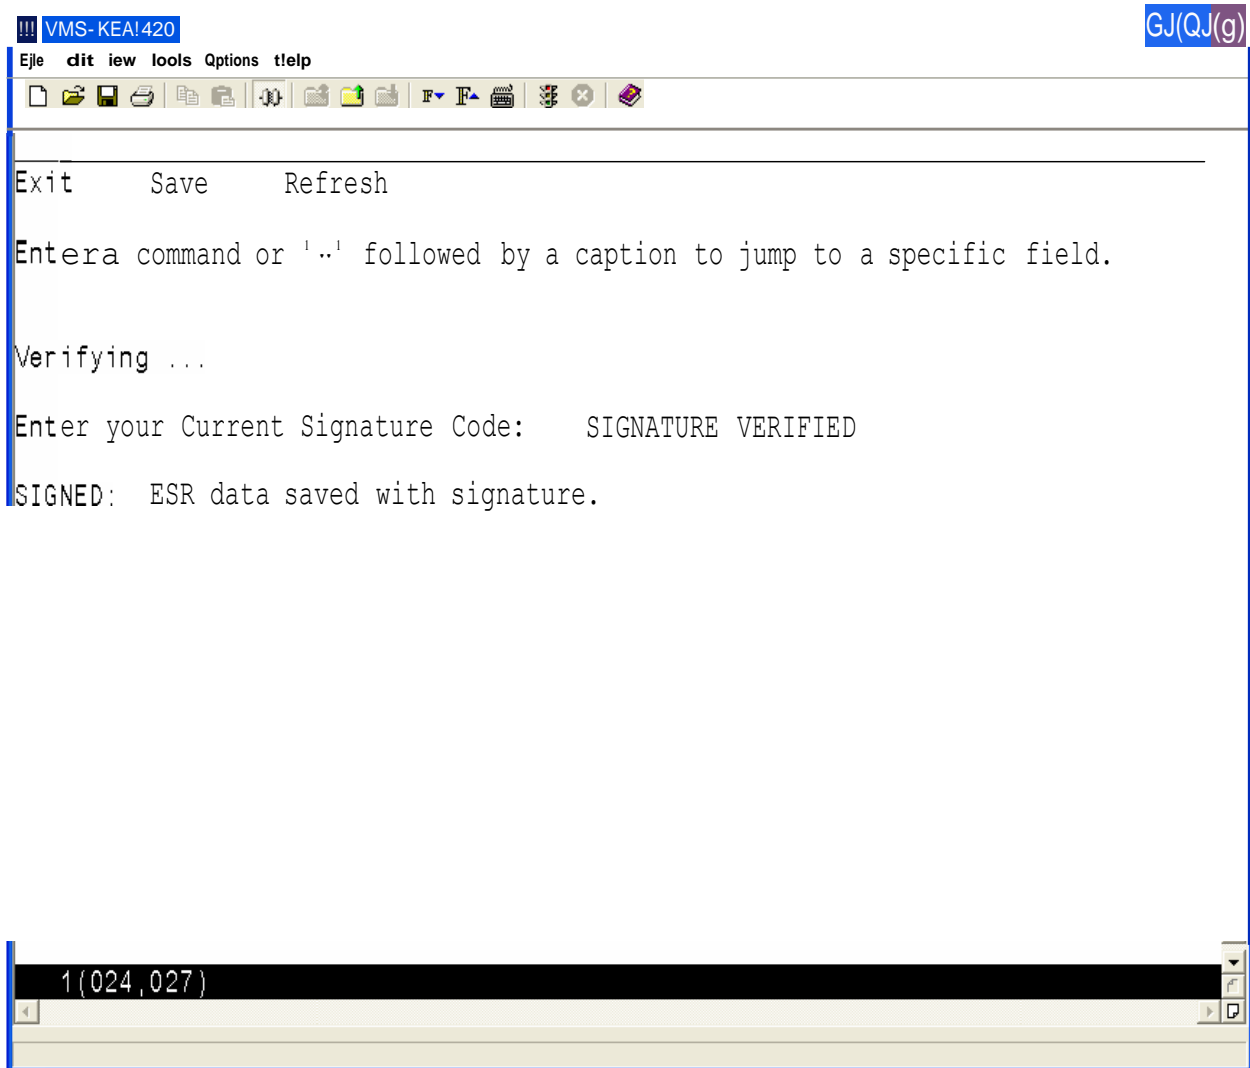 !!! VMS-KEA!420
GJ(QJ(g)
Ejle dit iew lools Qptions t!elp
Exit Save Refresh
Entera command or '..' followed by a caption to jump to a specific field.
Verifying ...
Enter your Current Signature Code: SIGNATURE VERIFIED
SIGNED: ESR data saved with signature.
1(024,027)